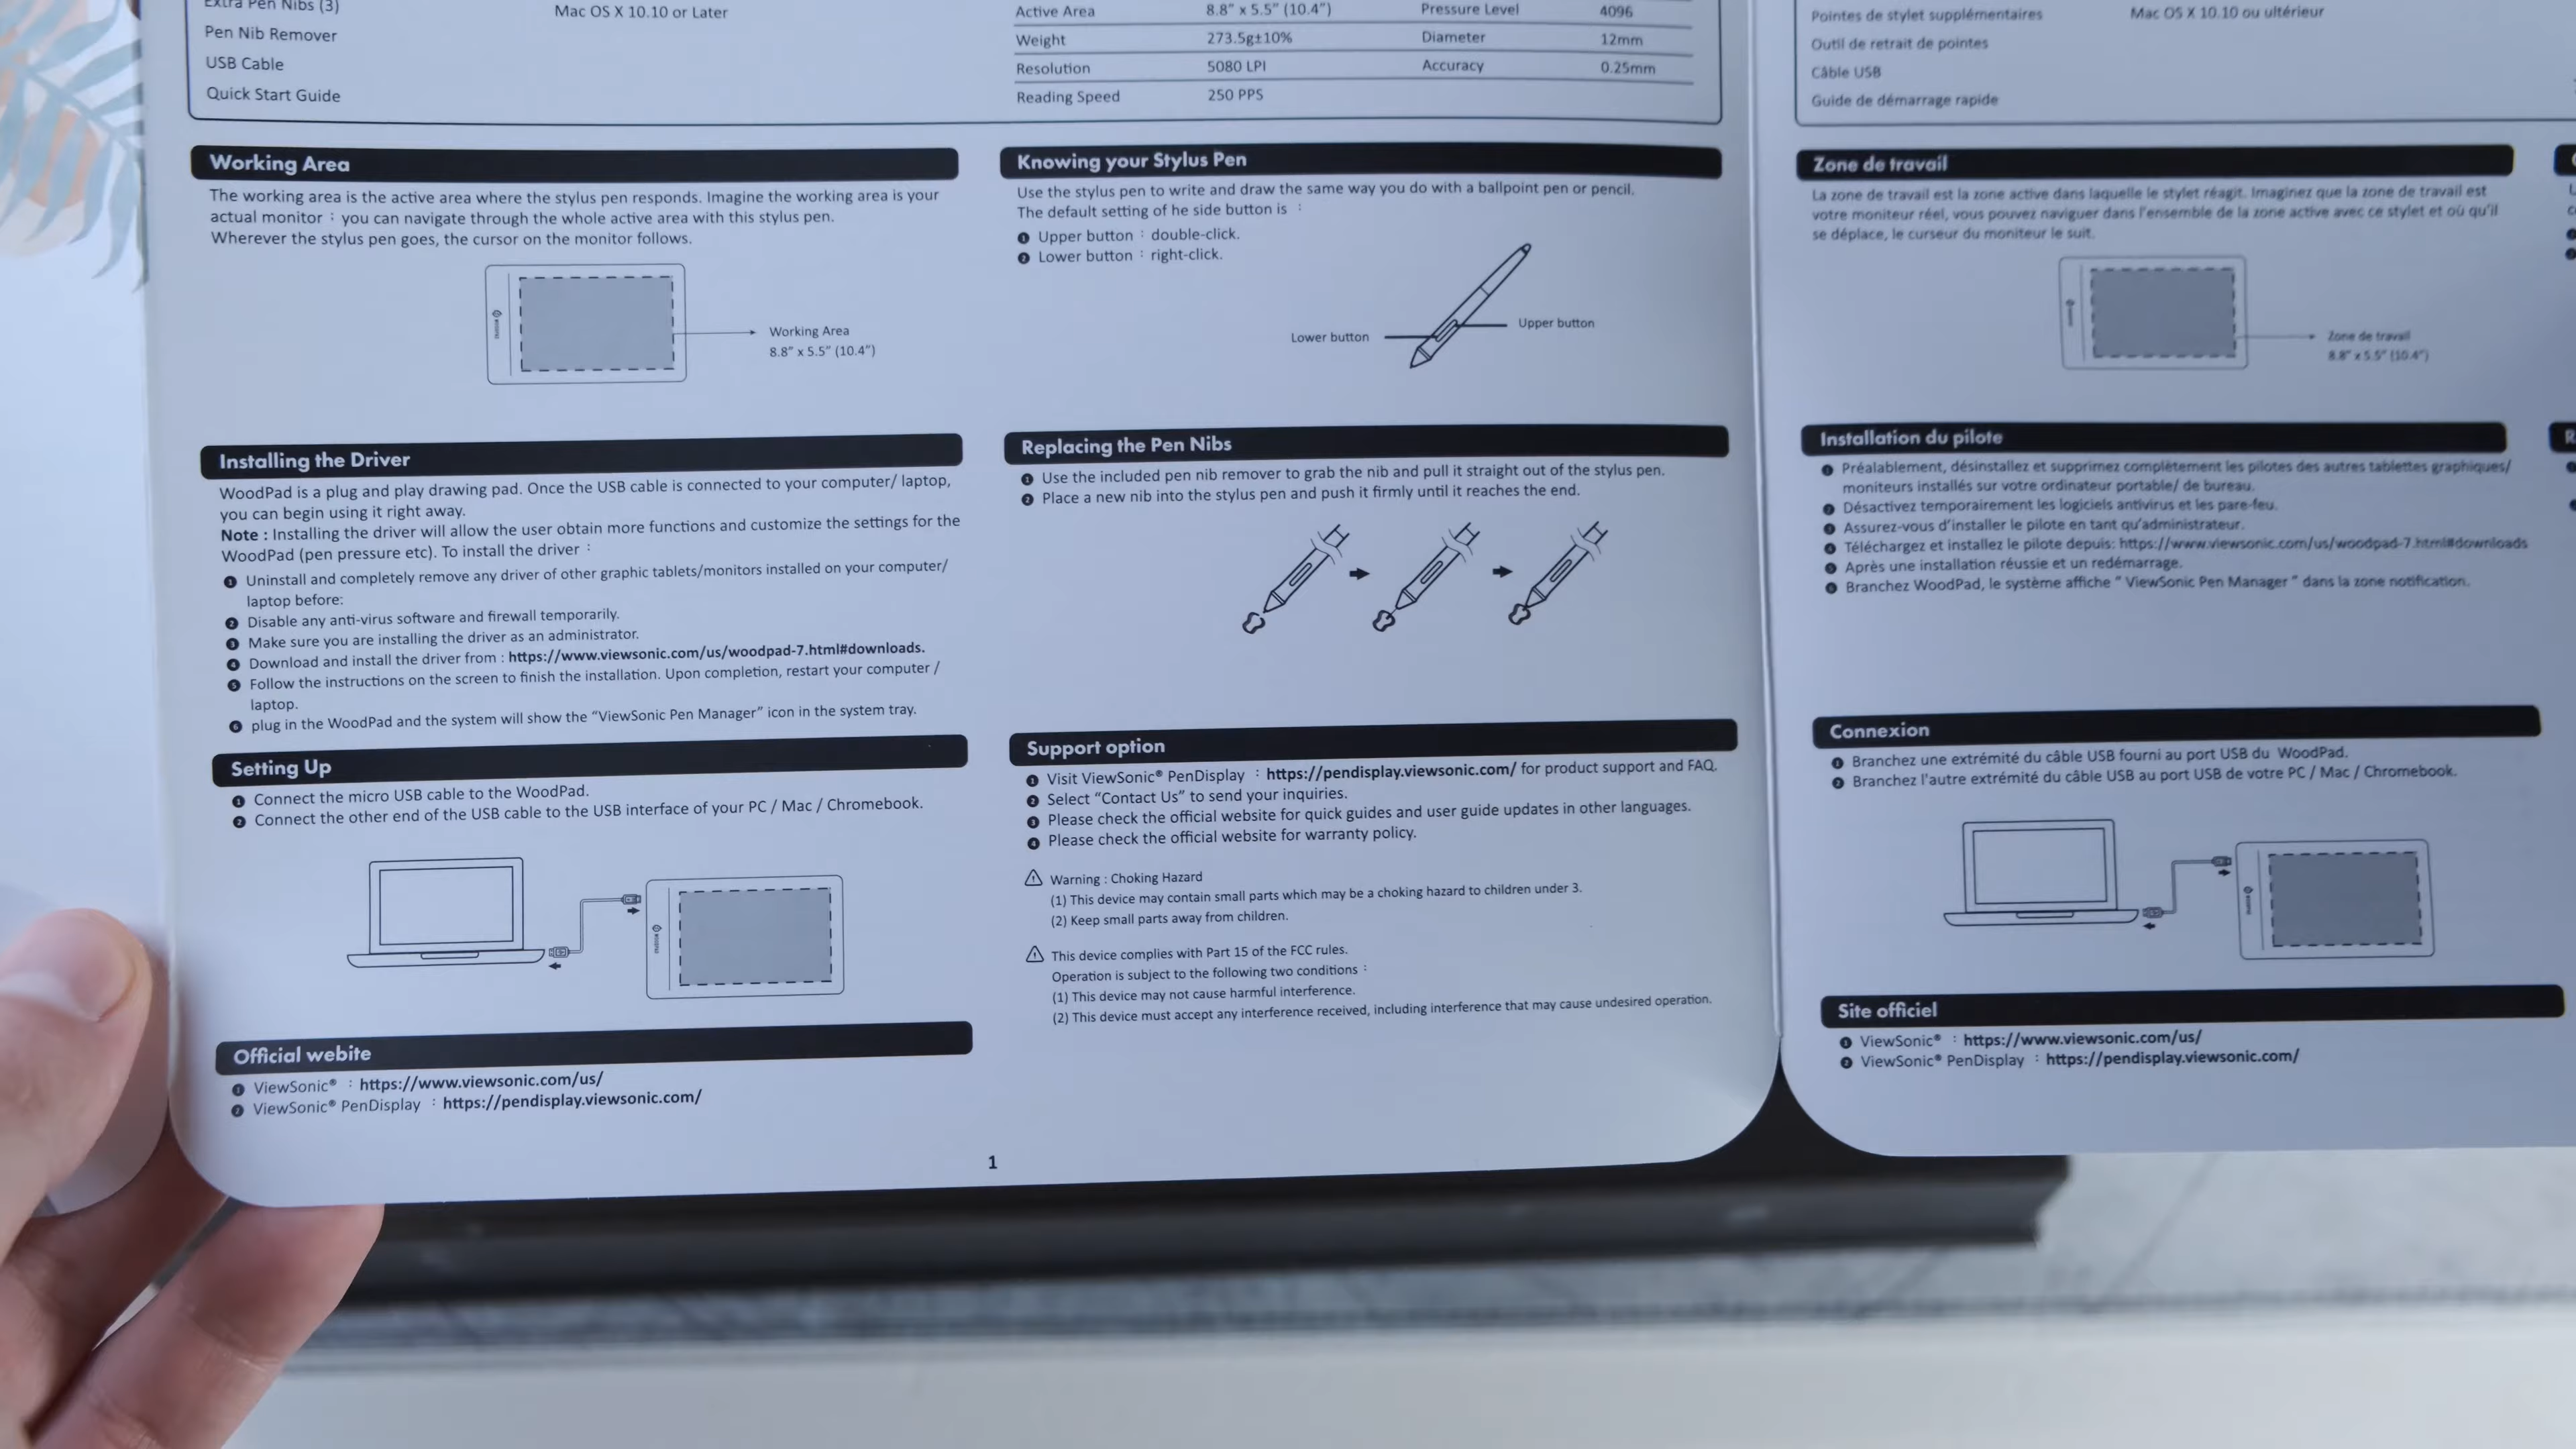 Extra Pen Nibs (3)
Pen Nib Remover
USB Cable
Quick Start Guide
Mac OS X 10.10 or Later
Active Area 8.8” x 5.5” (10.4”) Pressure Level 4096
Weight 273.5g±10% Diameter 12mm
Resolution 5080 LPI Accuracy 0.25mm
Reading Speed 250 PPS
Working Area
The working area is the active area where the stylus pen responds. Imagine the working area is your
actual monitor : you can navigate through the whole active area with this stylus pen.
Wherever the stylus pen goes, the cursor on the monitor follows.
Working Area
8.8” x 5.5” (10.4”)
Installing the Driver
WoodPad is a plug and play drawing pad. Once the USB cable is connected to your computer/ laptop,
you can begin using it right away.
Note : Installing the driver will allow the user obtain more functions and customize the settings for the
WoodPad (pen pressure etc). To install the driver :
1 Uninstall and completely remove any driver of other graphic tablets/monitors installed on your computer/
laptop before:
2 Disable any anti-virus software and firewall temporarily.
3 Make sure you are installing the driver as an administrator.
4 Download and install the driver from : https://www.viewsonic.com/us/woodpad-7.html#downloads.
5 Follow the instructions on the screen to finish the installation. Upon completion, restart your computer /
laptop.
6 plug in the WoodPad and the system will show the “ViewSonic Pen Manager” icon in the system tray.
Setting Up
1 Connect the micro USB cable to the WoodPad.
2 Connect the other end of the USB cable to the USB interface of your PC / Mac / Chromebook.
Official webite
1 ViewSonic® : https://www.viewsonic.com/us/
2 ViewSonic® PenDisplay : https://pendisplay.viewsonic.com/
Knowing your Stylus Pen
Use the stylus pen to write and draw the same way you do with a ballpoint pen or pencil.
The default setting of he side button is :
1 Upper button : double-click.
2 Lower button : right-click.
Lower button
Upper button
Replacing the Pen Nibs
1 Use the included pen nib remover to grab the nib and pull it straight out of the stylus pen.
2 Place a new nib into the stylus pen and push it firmly until it reaches the end.
Support option
1 Visit ViewSonic® PenDisplay : https://pendisplay.viewsonic.com/ for product support and FAQ.
2 Select “Contact Us” to send your inquiries.
3 Please check the official website for quick guides and user guide updates in other languages.
4 Please check the official website for warranty policy.
Warning : Choking Hazard
(1) This device may contain small parts which may be a choking hazard to children under 3.
(2) Keep small parts away from children.
This device complies with Part 15 of the FCC rules.
Operation is subject to the following two conditions :
(1) This device may not cause harmful interference.
(2) This device must accept any interference received, including interference that may cause undesired operation.
1
Pointes de stylet supplémentaires
Outil de retrait de pointes
Câble USB
Guide de démarrage rapide
Mac OS X 10.10 ou ultérieur
Zone de travail
La zone de travail est la zone active dans laquelle le stylet réagit. Imaginez que la zone de travail est
votre moniteur réel, vous pouvez naviguer dans l'ensemble de la zone active avec ce stylet et où qu'il
se déplace, le curseur du moniteur le suit.
Zone de travail
8.8” x 5.5” (10.4”)
Installation du pilote
1 Préalablement, désinstallez et supprimez complètement les pilotes des autres tablettes graphiques/
moniteurs installés sur votre ordinateur portable/ de bureau.
2 Désactivez temporairement les logiciels antivirus et les pare-feu.
3 Assurez-vous d'installer le pilote en tant qu'administrateur.
4 Téléchargez et installez le pilote depuis: https://www.viewsonic.com/us/woodpad-7.html#downloads
5 Après une installation réussie et un redémarrage.
6 Branchez WoodPad, le système affiche “ ViewSonic Pen Manager ” dans la zone notification.
Connexion
1 Branchez une extrémité du câble USB fourni au port USB du WoodPad.
2 Branchez l'autre extrémité du câble USB au port USB de votre PC / Mac / Chromebook.
Site officiel
1 ViewSonic® : https://www.viewsonic.com/us/
2 ViewSonic® PenDisplay : https://pendisplay.viewsonic.com/